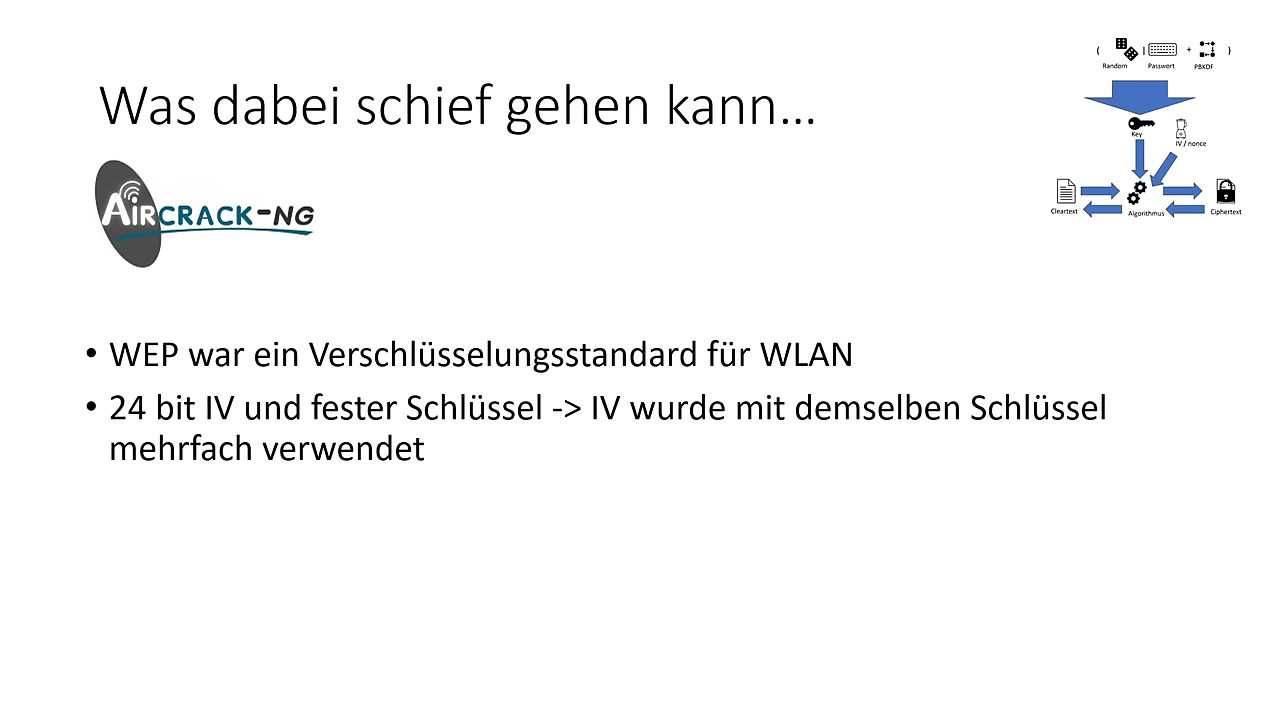 Was dabei schief gehen kann...
AIRCRACK-NG
• WEP war ein Verschlüsselungsstandard für WLAN
• 24 bit IV und fester Schlüssel -> IV wurde mit demselben Schlüssel
mehrfach verwendet
( | + )
Random Passwort PBKDF
Key
IV / nonce
Cleartext Algorithmus Ciphertext